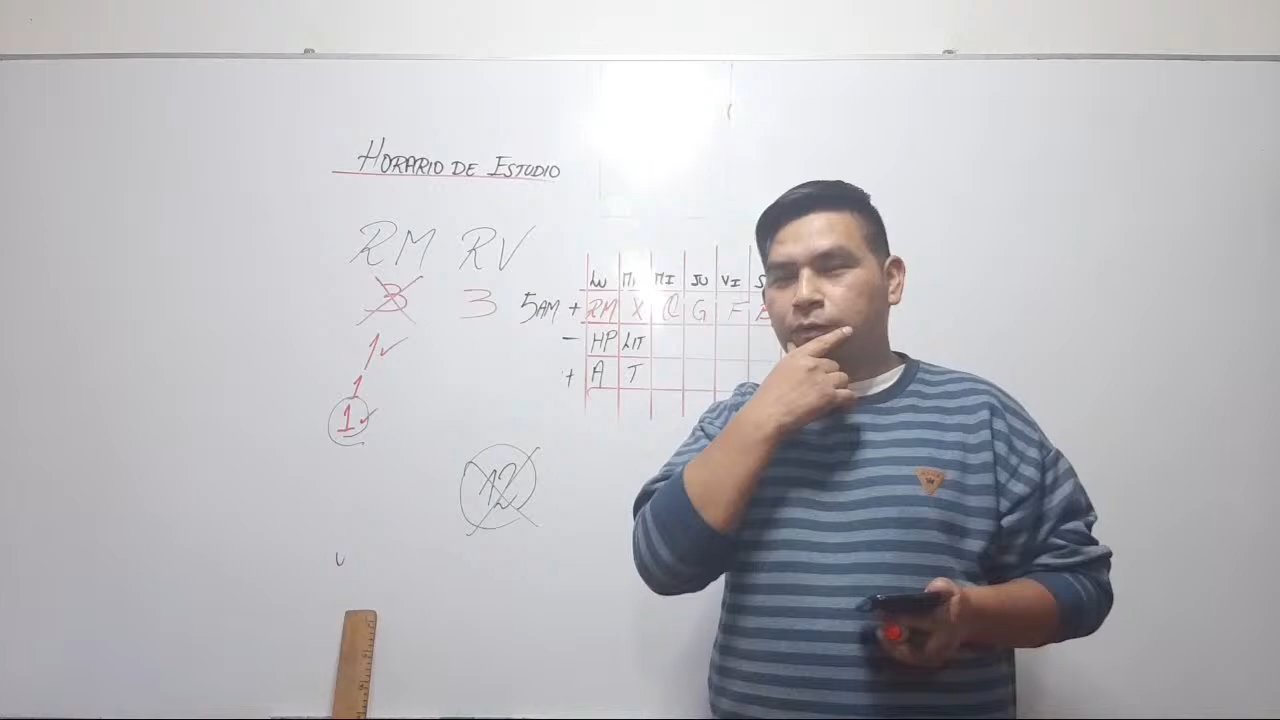 HORARIO DE ESTUDIO
RM RV
3 3
1✓
1
1✓
12
LU MA MI JU VI S
5AM + RM X Q G F
- HP LIT
+ A T